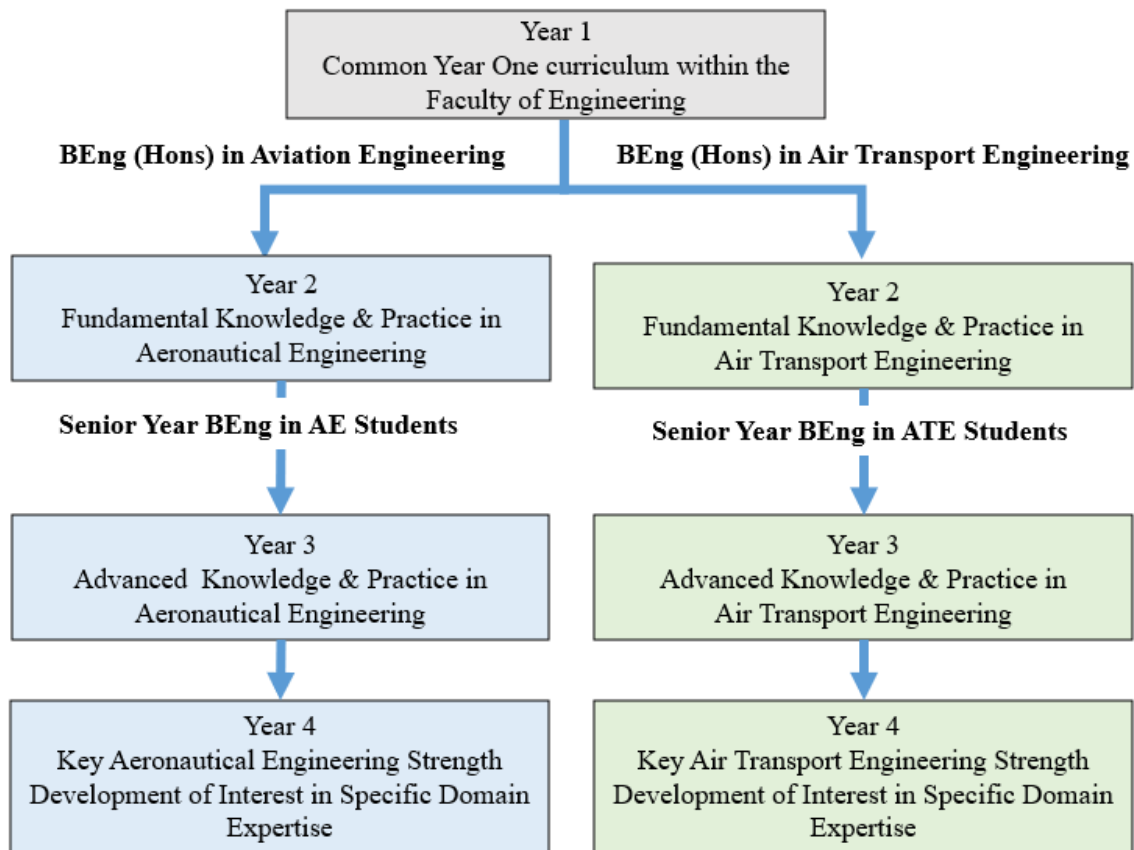 Year 1
Common Year One curriculum within the
Faculty of Engineering
BEng (Hons) in Aviation Engineering
BEng (Hons) in Air Transport Engineering
Year 2
Fundamental Knowledge & Practice in
Aeronautical Engineering
Year 2
Fundamental Knowledge & Practice in
Air Transport Engineering
Senior Year BEng in AE Students
Senior Year BEng in ATE Students
Year 3
Advanced Knowledge & Practice in
Aeronautical Engineering
Year 3
Advanced Knowledge & Practice in
Air Transport Engineering
Year 4
Key Aeronautical Engineering Strength
Development of Interest in Specific Domain
Expertise
Year 4
Key Air Transport Engineering Strength
Development of Interest in Specific Domain
Expertise